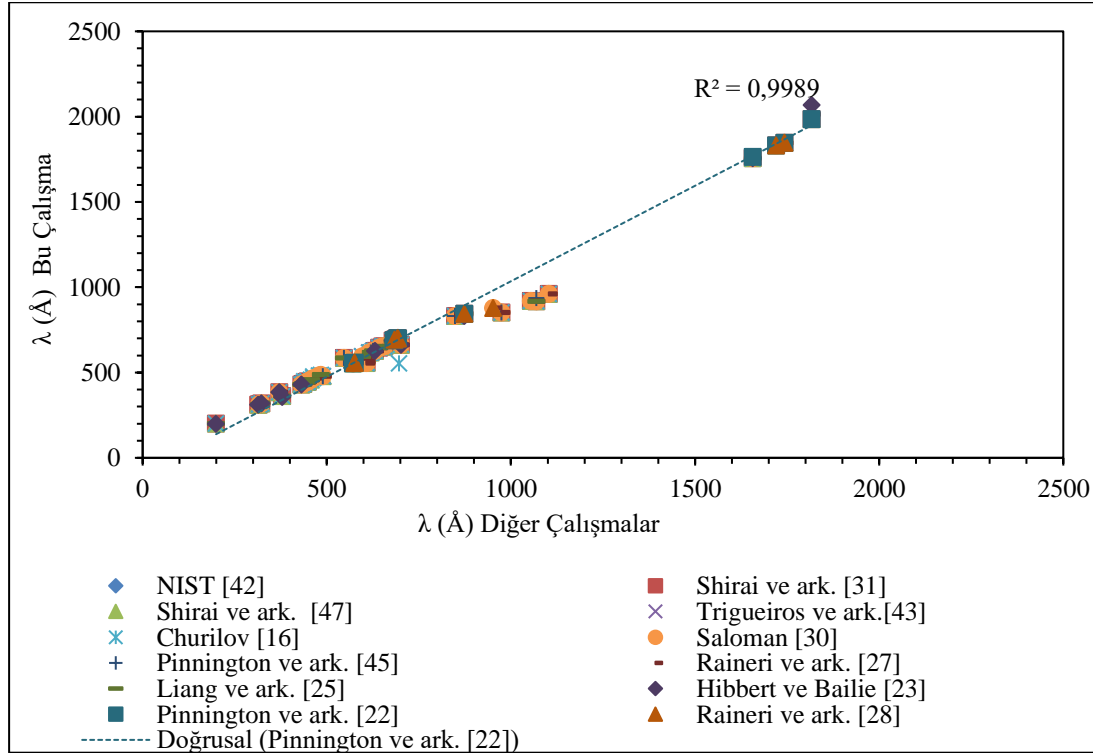 2500
R² = 0,9989
2000
1500
1000
500
0
λ (Å)  Bu Çalışma
0
500
1000
1500
2000
2500
λ (Å) Diğer Çalışmalar
NIST [42]
Shirai ve ark. [31]
Shirai ve ark.  [47]
Trigueiros ve ark.[43]
Churilov [16]
Saloman [30]
Pinnington ve ark. [45]
Raineri ve ark. [27]
Liang ve ark. [25]
Hibbert ve Bailie [23]
Pinnington ve ark. [22]
Raineri ve ark. [28]
Doğrusal (Pinnington ve ark. [22])